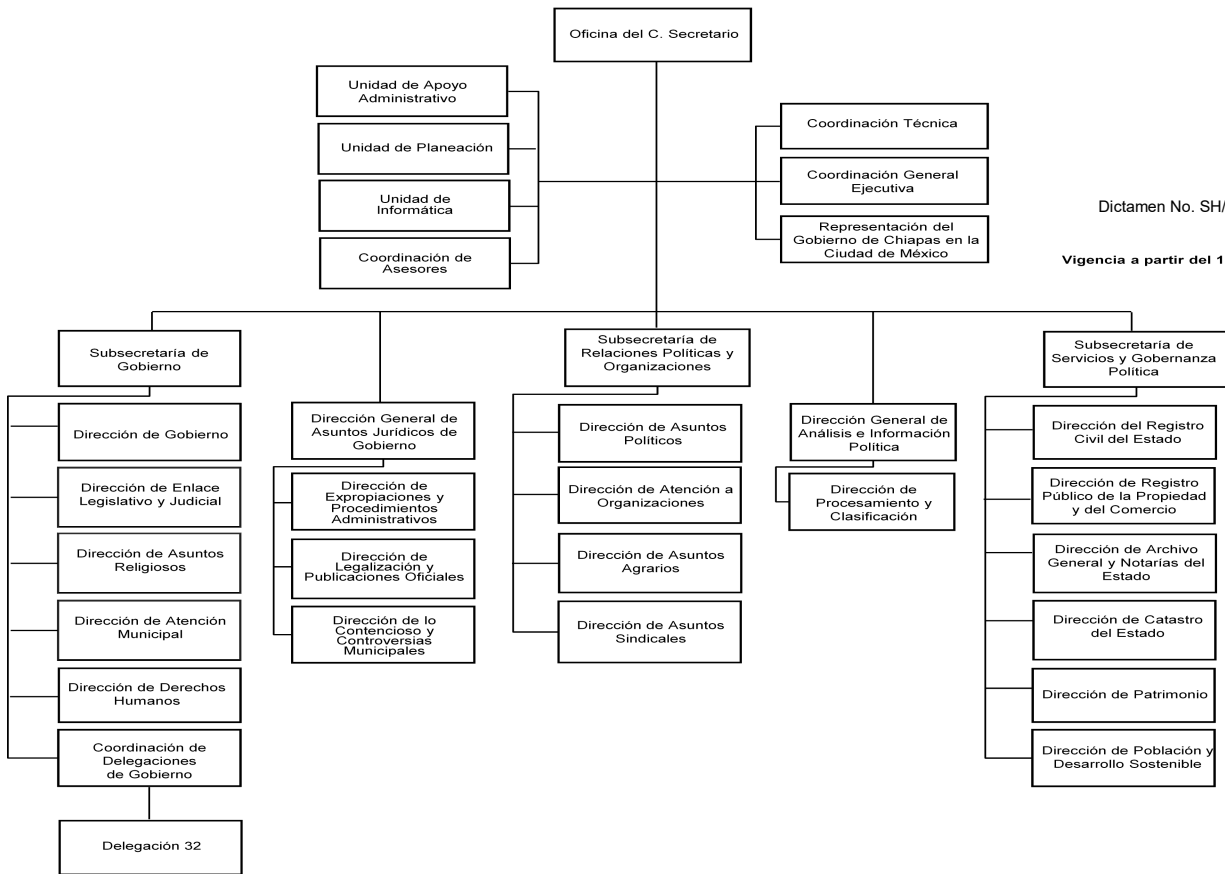 Oficina del C. Secretario
Unidad de Apoyo
Administrativo
Unidad de Planeación
Unidad de
Informática
Coordinación de
Asesores
Coordinación Técnica
Coordinación General
Ejecutiva
Representación del
Gobierno de Chiapas en la
Ciudad de México
Dictamen No. SH/
Vigencia a partir del 1
Subsecretaría de
Gobierno
Dirección de Gobierno
Dirección de Enlace
Legislativo y Judicial
Dirección de Asuntos
Religiosos
Dirección de Atención
Municipal
Dirección de Derechos
Humanos
Coordinación de
Delegaciones
de Gobierno
Delegación 32
Dirección General de
Asuntos Jurídicos de
Gobierno
Dirección de
Expropiaciones y
Procedimientos
Administrativos
Dirección de
Legalización y
Publicaciones Oficiales
Dirección de lo
Contencioso y
Controversias
Municipales
Subsecretaría de
Relaciones Políticas y
Organizaciones
Dirección de Asuntos
Políticos
Dirección de Atención a
Organizaciones
Dirección de Asuntos
Agrarios
Dirección de Asuntos
Sindicales
Dirección General de
Análisis e Información
Política
Dirección de
Procesamiento y
Clasificación
Subsecretaría de
Servicios y Gobernanza
Política
Dirección del Registro
Civil del Estado
Dirección de Registro
Público de la Propiedad
y del Comercio
Dirección de Archivo
General y Notarías del
Estado
Dirección de Catastro
del Estado
Dirección de Patrimonio
Dirección de Población y
Desarrollo Sostenible